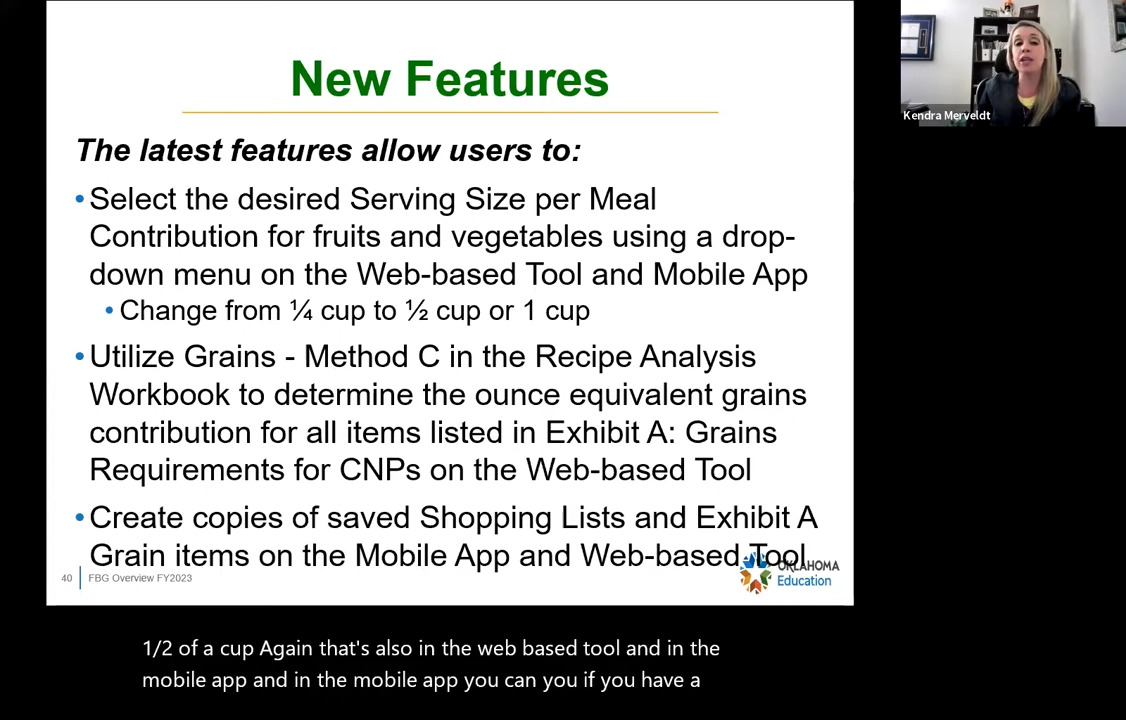 New Features
Kendra Merveldt
The latest features allow users to:
•Select the desired Serving Size per Meal
Contribution for fruits and vegetables using a drop-
down menu on the Web-based Tool and Mobile App
•Change from ¼ cup to ½ cup or 1 cup
•Utilize Grains - Method C in the Recipe Analysis
Workbook to determine the ounce equivalent grains
contribution for all items listed in Exhibit A: Grains
Requirements for CNPs on the Web-based Tool
•Create copies of saved Shopping Lists and Exhibit A
Grain items on the Mobile App and Web-based Tool
40 FBG Overview FY2023
OKLAHOMA
Education
1/2 of a cup Again that's also in the web based tool and in the
mobile app and in the mobile app you can you if you have a